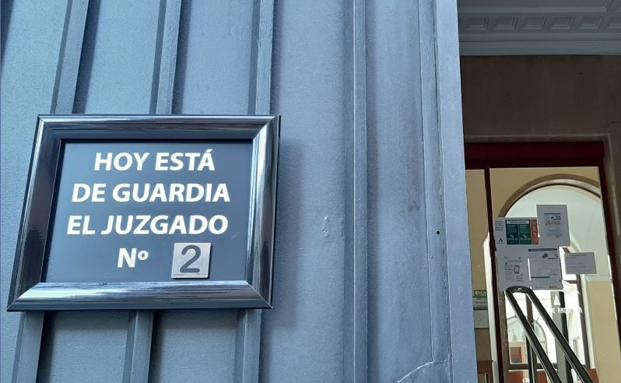 HOY ESTÁ
DE GUARDIA
EL JUZGADO
Nº 2